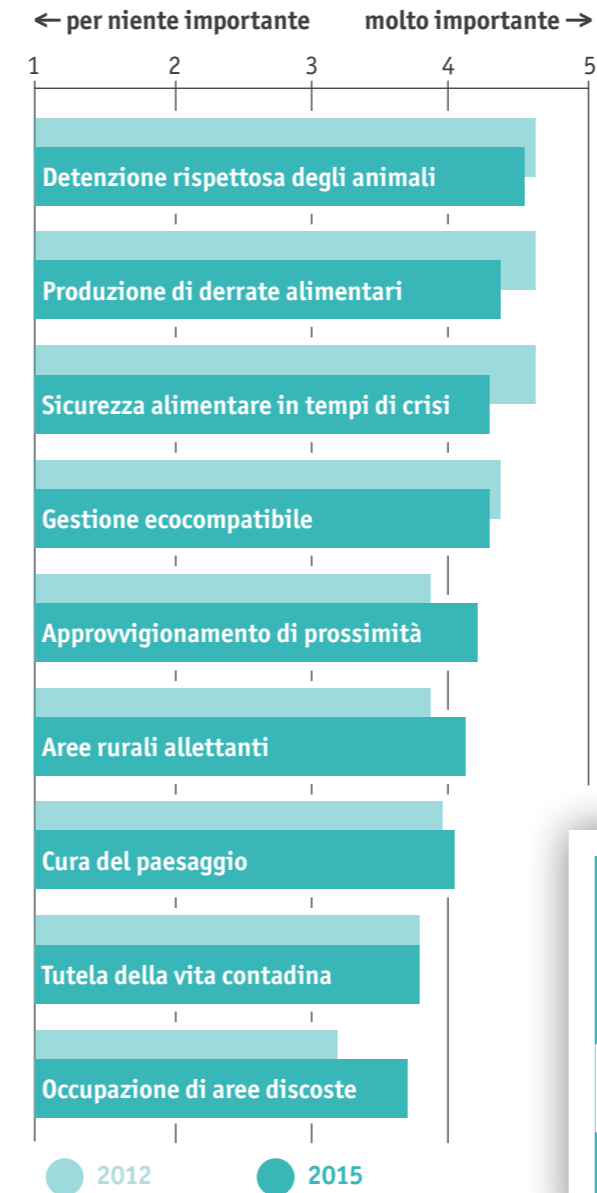 ← per niente importante molto importante →
1 2 3 4 5
Detenzione rispettosa degli animali
Produzione di derrate alimentari
Sicurezza alimentare in tempi di crisi
Gestione ecocompatibile
Approvvigionamento di prossimità
Aree rurali allettanti
Cura del paesaggio
Tutela della vita contadina
Occupazione di aree discoste
2012 2015